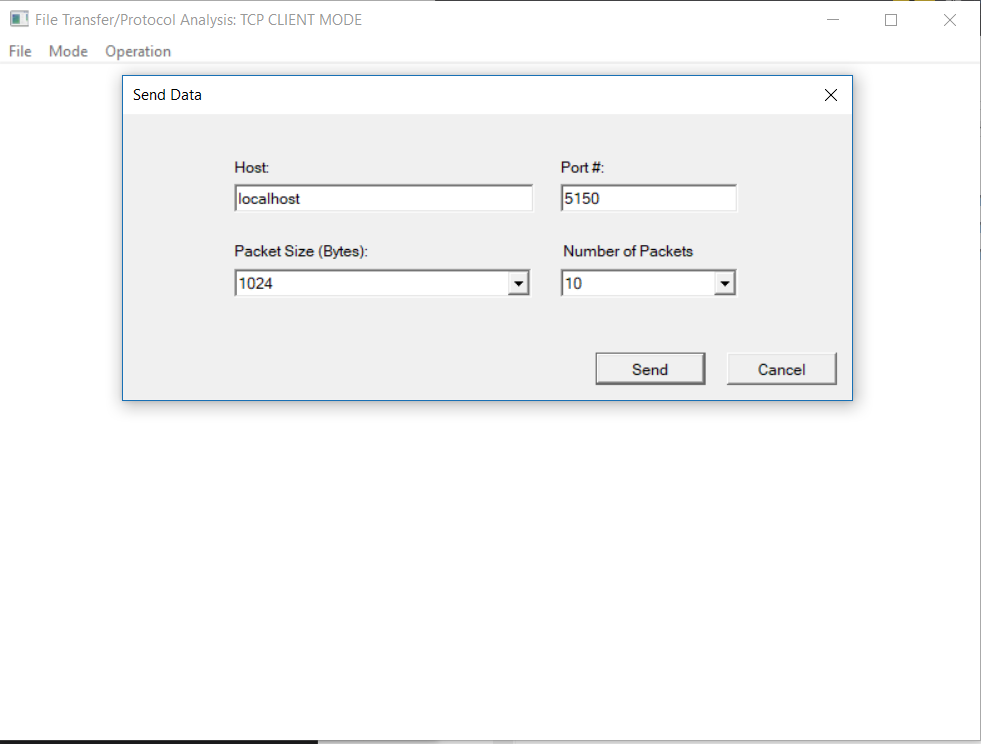 File Transfer/Protocol Analysis: TCP CLIENT MODE
File Mode Operation
Send Data
Host: Port #:
localhost 5150
Packet Size (Bytes): Number of Packets
1024 10
Send Cancel